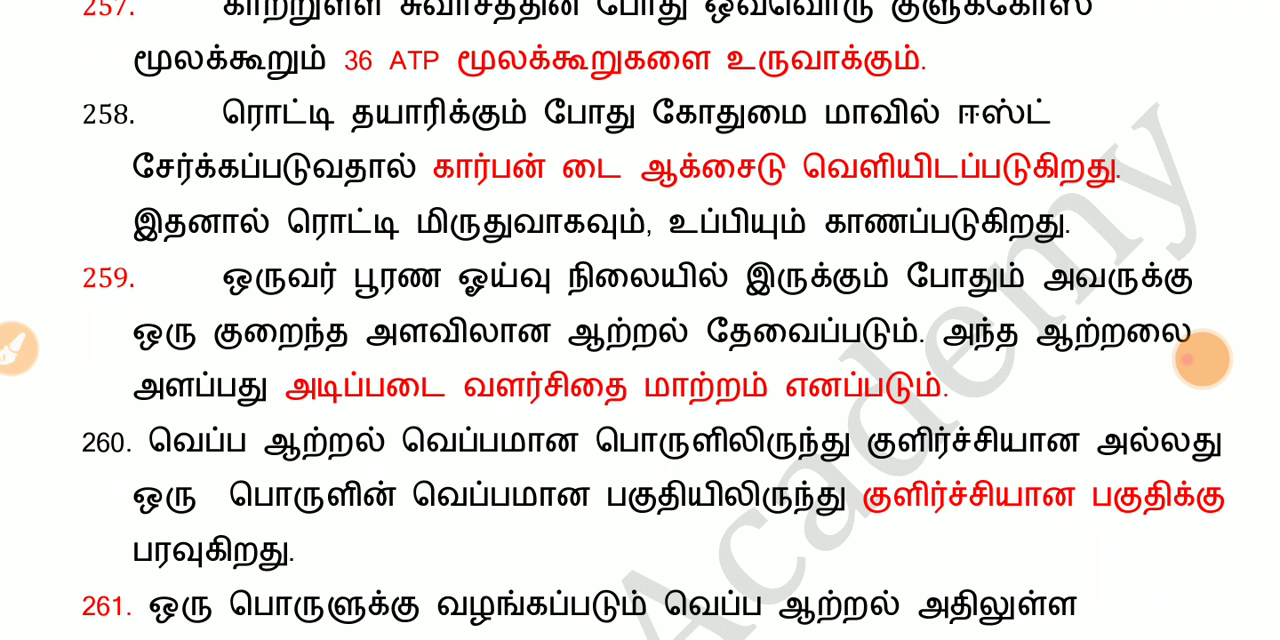 257. காற்றுள்ள சுவாசத்தின் போது ஒவ்வொரு குளுக்கோஸ்
மூலக்கூறும் 36 ATP மூலக்கூறுகளை உருவாக்கும்.
258. ரொட்டி தயாரிக்கும் போது கோதுமை மாவில் ஈஸ்ட்
சேர்க்கப்படுவதால் கார்பன் டை ஆக்சைடு வெளியிடப்படுகிறது.
இதனால் ரொட்டி மிருதுவாகவும், உப்பியும் காணப்படுகிறது.
259. ஒருவர் பூரண ஓய்வு நிலையில் இருக்கும் போதும் அவருக்கு
ஒரு குறைந்த அளவிலான ஆற்றல் தேவைப்படும். அந்த ஆற்றலை
அளப்பது அடிப்படை வளர்சிதை மாற்றம் எனப்படும்.
260. வெப்ப ஆற்றல் வெப்பமான பொருளிலிருந்து குளிர்ச்சியான அல்லது
ஒரு பொருளின் வெப்பமான பகுதியிலிருந்து குளிர்ச்சியான பகுதிக்கு
பரவுகிறது.
261. ஒரு பொருளுக்கு வழங்கப்படும் வெப்ப ஆற்றல் அதிலுள்ள
Academy